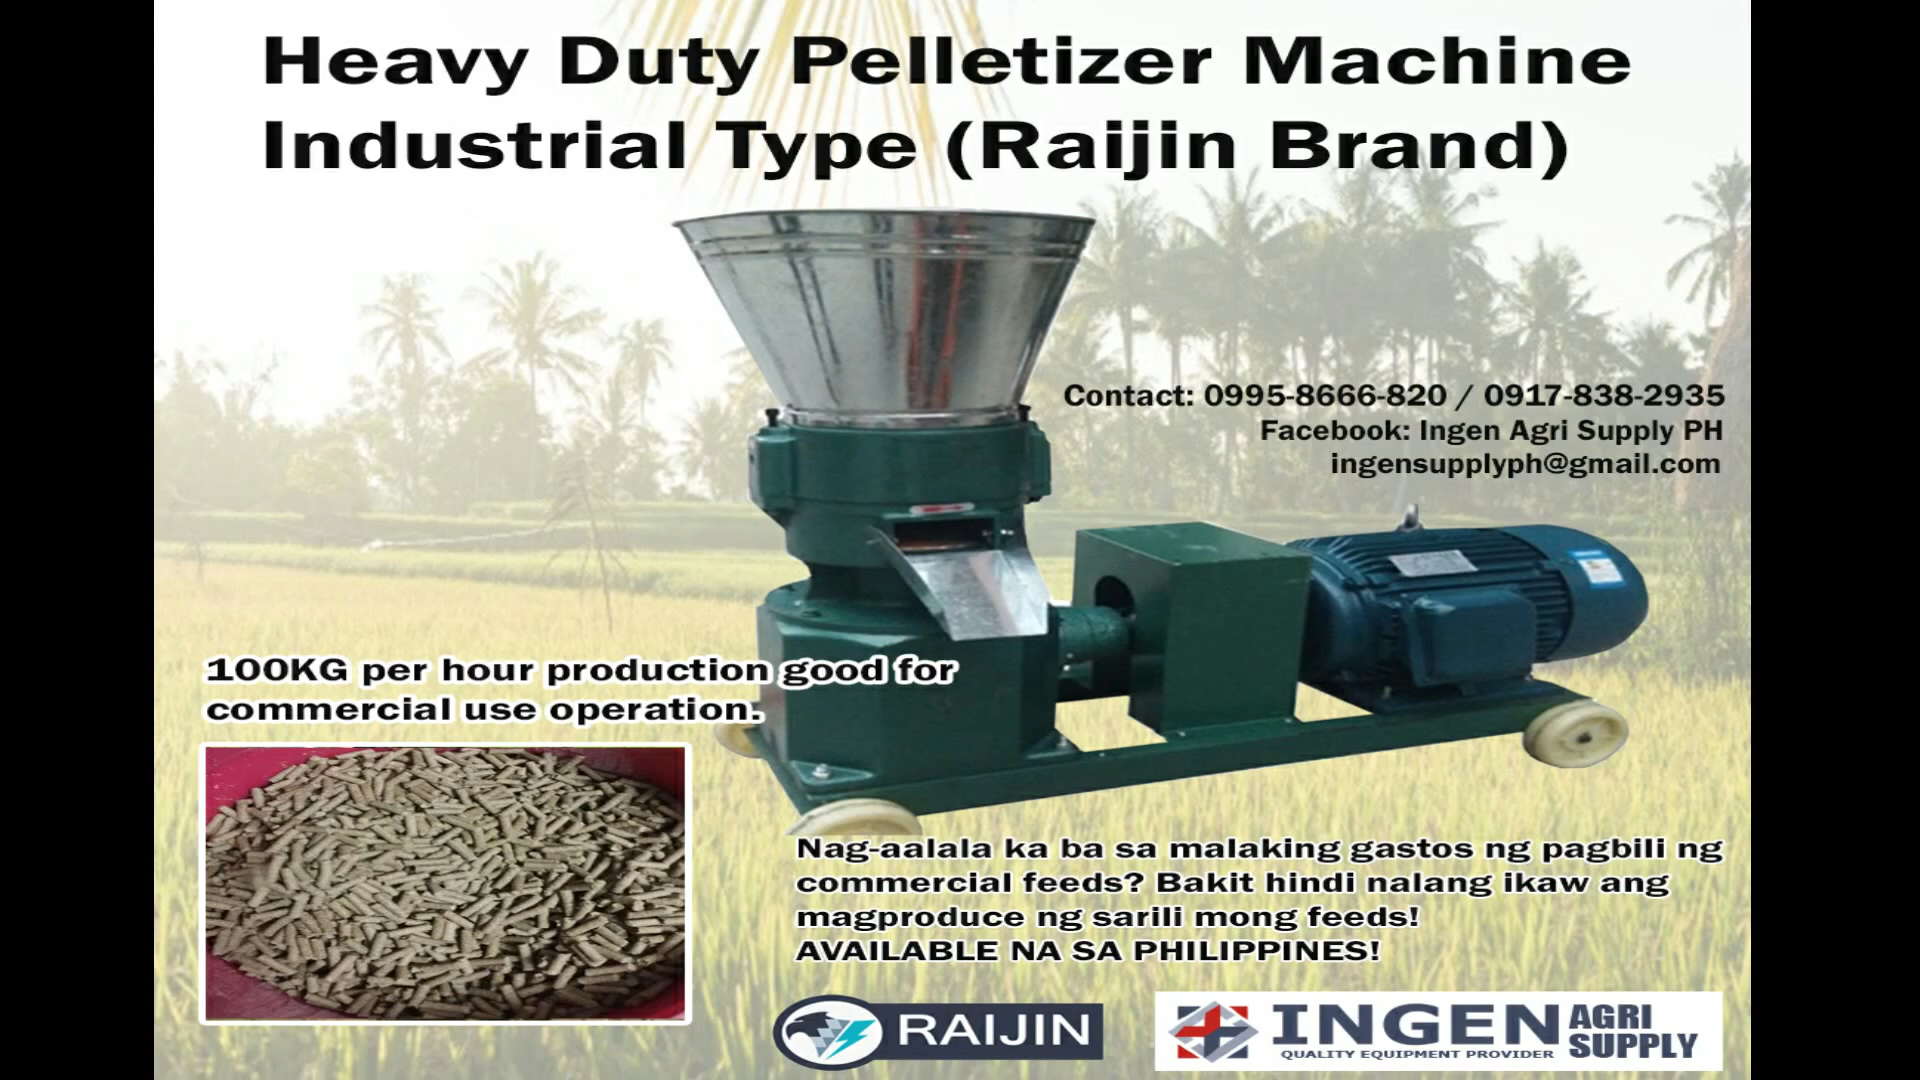 Heavy Duty Pelletizer Machine
Industrial Type (Raijin Brand)
Contact: 0995-8666-820 / 0917-838-2935
Facebook: Ingen Agri Supply PH
ingensupplyph@gmail.com
100KG per hour production good for
commercial use operation.
Nag-aalala ka ba sa malaking gastos ng pagbili ng
commercial feeds? Bakit hindi nalang ikaw ang
magproduce ng sarili mong feeds!
AVAILABLE NA SA PHILIPPINES!
RAIJIN
INGEN AGRI SUPPLY
QUALITY EQUIPMENT PROVIDER